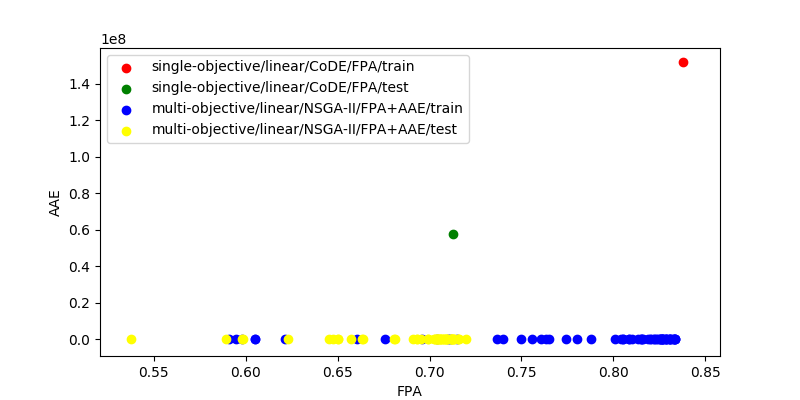 1e8
single-objective/linear/CoDE/FPA/train
single-objective/linear/CoDE/FPA/test
multi-objective/linear/NSGA-II/FPA+AAE/train
multi-objective/linear/NSGA-II/FPA+AAE/test
1.4
1.2
1.0
0.8
0.6
0.4
0.2
0.0
AAE
0.55 0.60 0.65 0.70 0.75 0.80 0.85
FPA